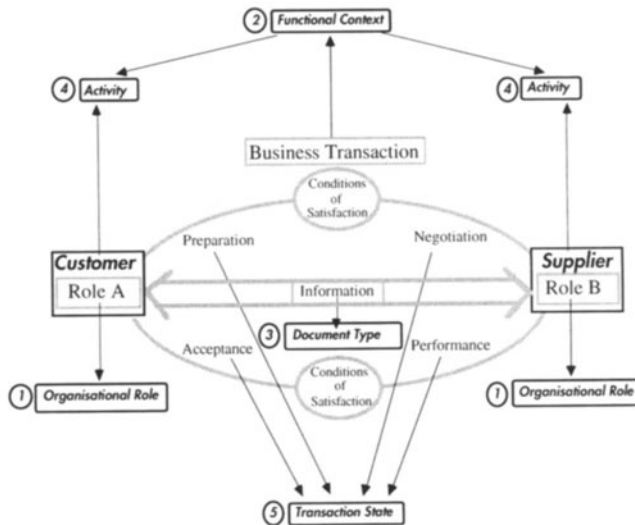 2 Functional Context
4 Activity
4 Activity
Business Transaction
Conditions
of
Satisfaction
Preparation
Negotiation
Customer
Role A
Supplier
Role B
Information
3 Document Type
Acceptance
Performance
Conditions
of
Satisfaction
1 Organisational Role
1 Organisational Role
5 Transaction State